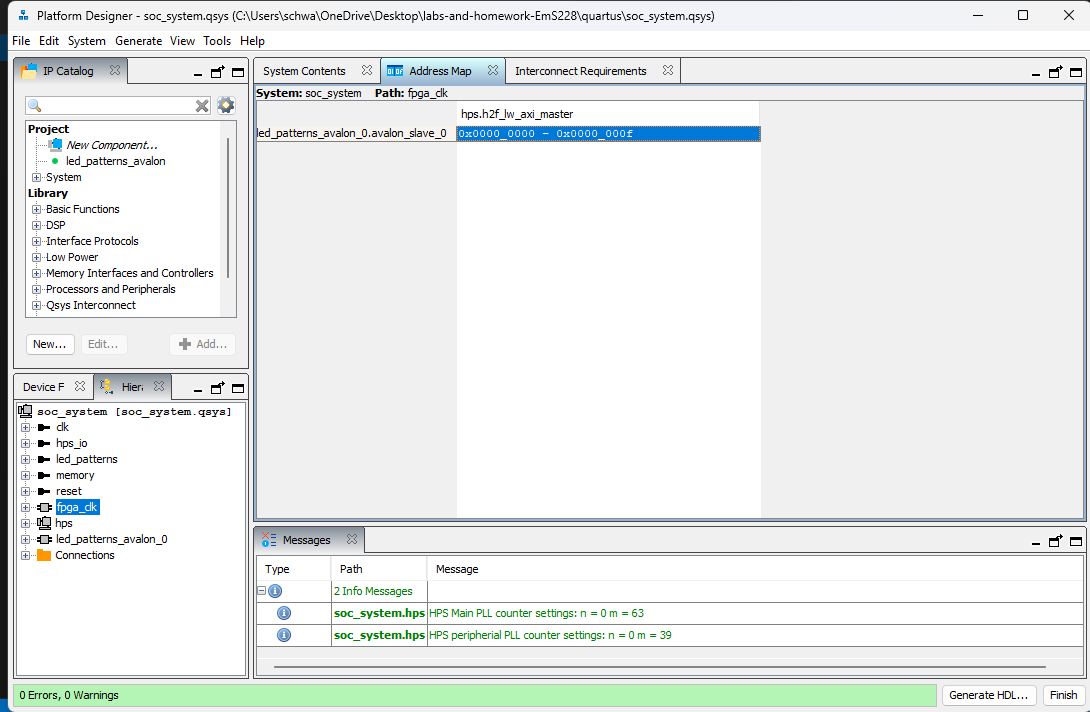 Platform Designer - soc_system.qsys (C:\Users\schwa\OneDrive\Desktop\labs-and-homework-EmS228\quartus\soc_system.qsys)
File Edit System Generate View Tools Help
IP Catalog
Project
New Component...
led_patterns_avalon
System
Library
Basic Functions
DSP
Interface Protocols
Low Power
Memory Interfaces and Controllers
Processors and Peripherals
Qsys Interconnect
New... Edit... Add...
Device F Hier
soc_system [soc_system.qsys]
clk
hps_io
led_patterns
memory
reset
fpga_clk
hps
led_patterns_avalon_0
Connections
System Contents Address Map Interconnect Requirements
System: soc_system Path: fpga_clk
hps.h2f_lw_axi_master
led_patterns_avalon_0.avalon_slave_0 0x0000_0000 - 0x0000_000f
Messages
Type Path Message
2 Info Messages
soc_system.hps HPS Main PLL counter settings: n = 0 m = 63
soc_system.hps HPS peripherial PLL counter settings: n = 0 m = 39
0 Errors, 0 Warnings
Generate HDL... Finish